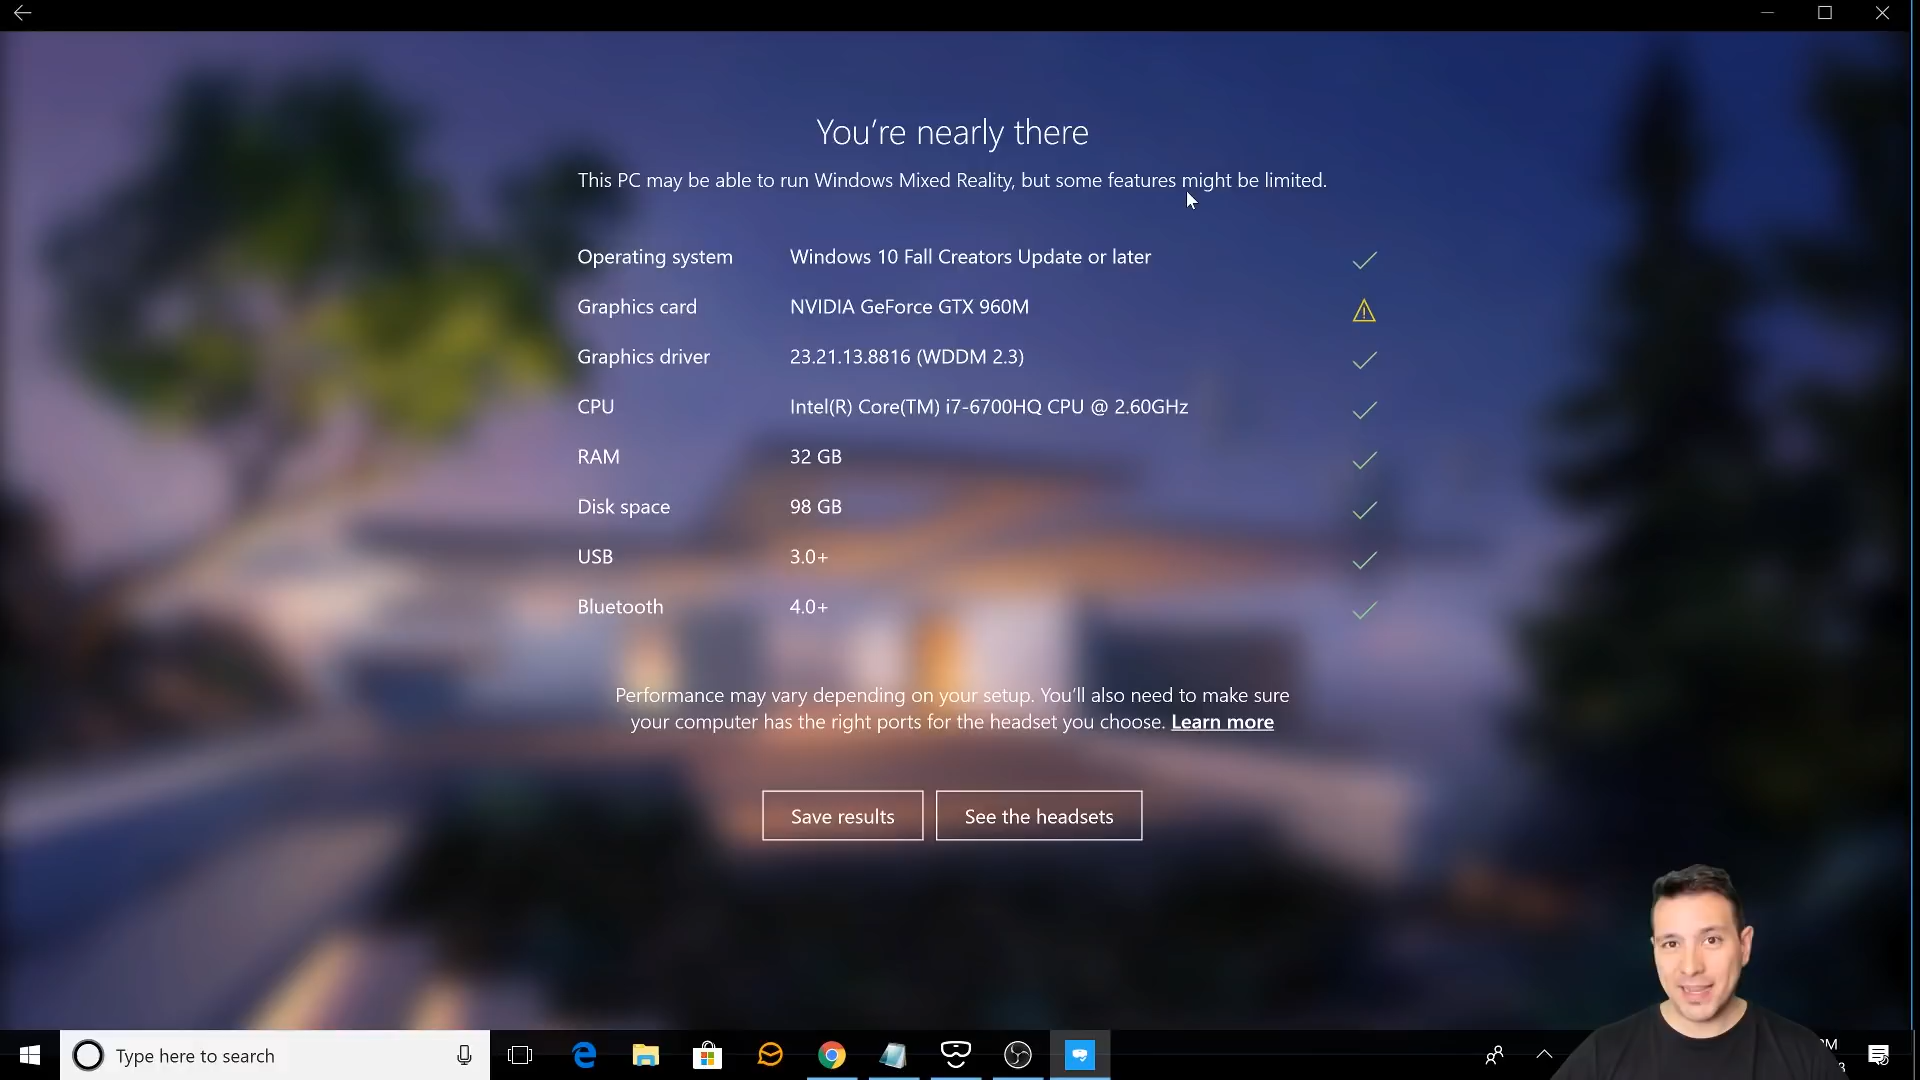 You're nearly there
This PC may be able to run Windows Mixed Reality, but some features might be limited.
Operating system Windows 10 Fall Creators Update or later
Graphics card NVIDIA GeForce GTX 960M
Graphics driver 23.21.13.8816 (WDDM 2.3)
CPU Intel(R) Core(TM) i7-6700HQ CPU @ 2.60GHz
RAM 32 GB
Disk space 98 GB
USB 3.0+
Bluetooth 4.0+
Performance may vary depending on your setup. You'll also need to make sure
your computer has the right ports for the headset you choose. Learn more
Save results See the headsets
Type here to search